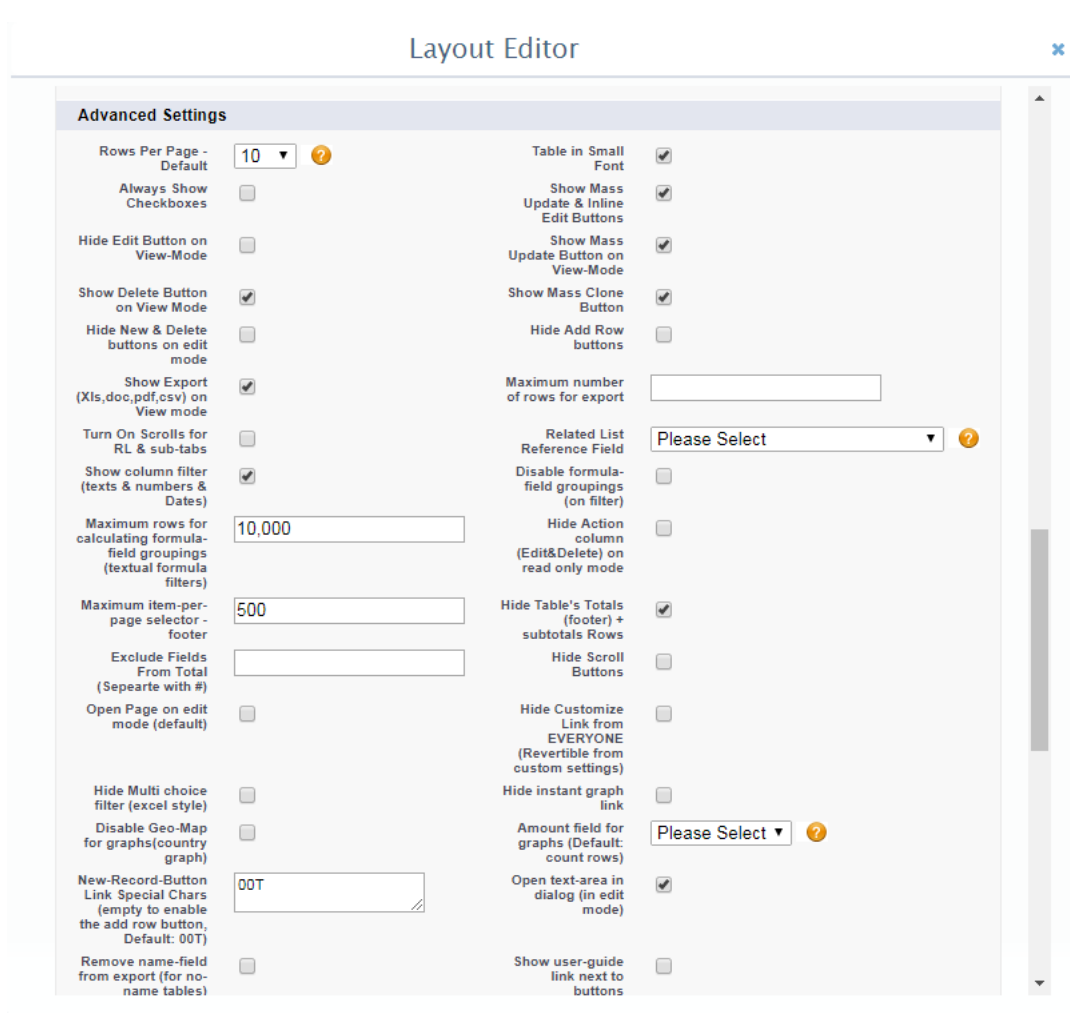 Layout Editor
Advanced Settings
Rows Per Page -
Default
10
Table in Small
Font
Always Show
Checkboxes
Show Mass
Update & Inline
Edit Buttons
Hide Edit Button on
View-Mode
Show Mass
Update Button on
View-Mode
Show Delete Button
on View Mode
Show Mass Clone
Button
Hide New & Delete
buttons on edit
mode
Hide Add Row
buttons
Show Export
(Xls,doc,pdf,csv) on
View mode
Maximum number
of rows for export
Turn On Scrolls for
RL & sub-tabs
Related List
Reference Field
Please Select
Show column filter
(texts & numbers &
Dates)
Disable formula-
field groupings
(on filter)
Maximum rows for
calculating formula-
field groupings
(textual formula
filters)
10,000
Hide Action
column
(Edit&Delete) on
read only mode
Maximum item-per-
page selector -
footer
500
Hide Table's Totals
(footer) +
subtotals Rows
Exclude Fields
From Total
(Sepearte with #)
Hide Scroll
Buttons
Open Page on edit
mode (default)
Hide Customize
Link from
EVERYONE
(Revertible from
custom settings)
Hide Multi choice
filter (excel style)
Hide instant graph
link
Disable Geo-Map
for graphs(country
graph)
Amount field for
graphs (Default:
count rows)
Please Select
New-Record-Button
Link Special Chars
(empty to enable
the add row button,
Default: 00T)
00T
Open text-area in
dialog (in edit
mode)
Remove name-field
from export (for no-
name tables)
Show user-guide
link next to
buttons